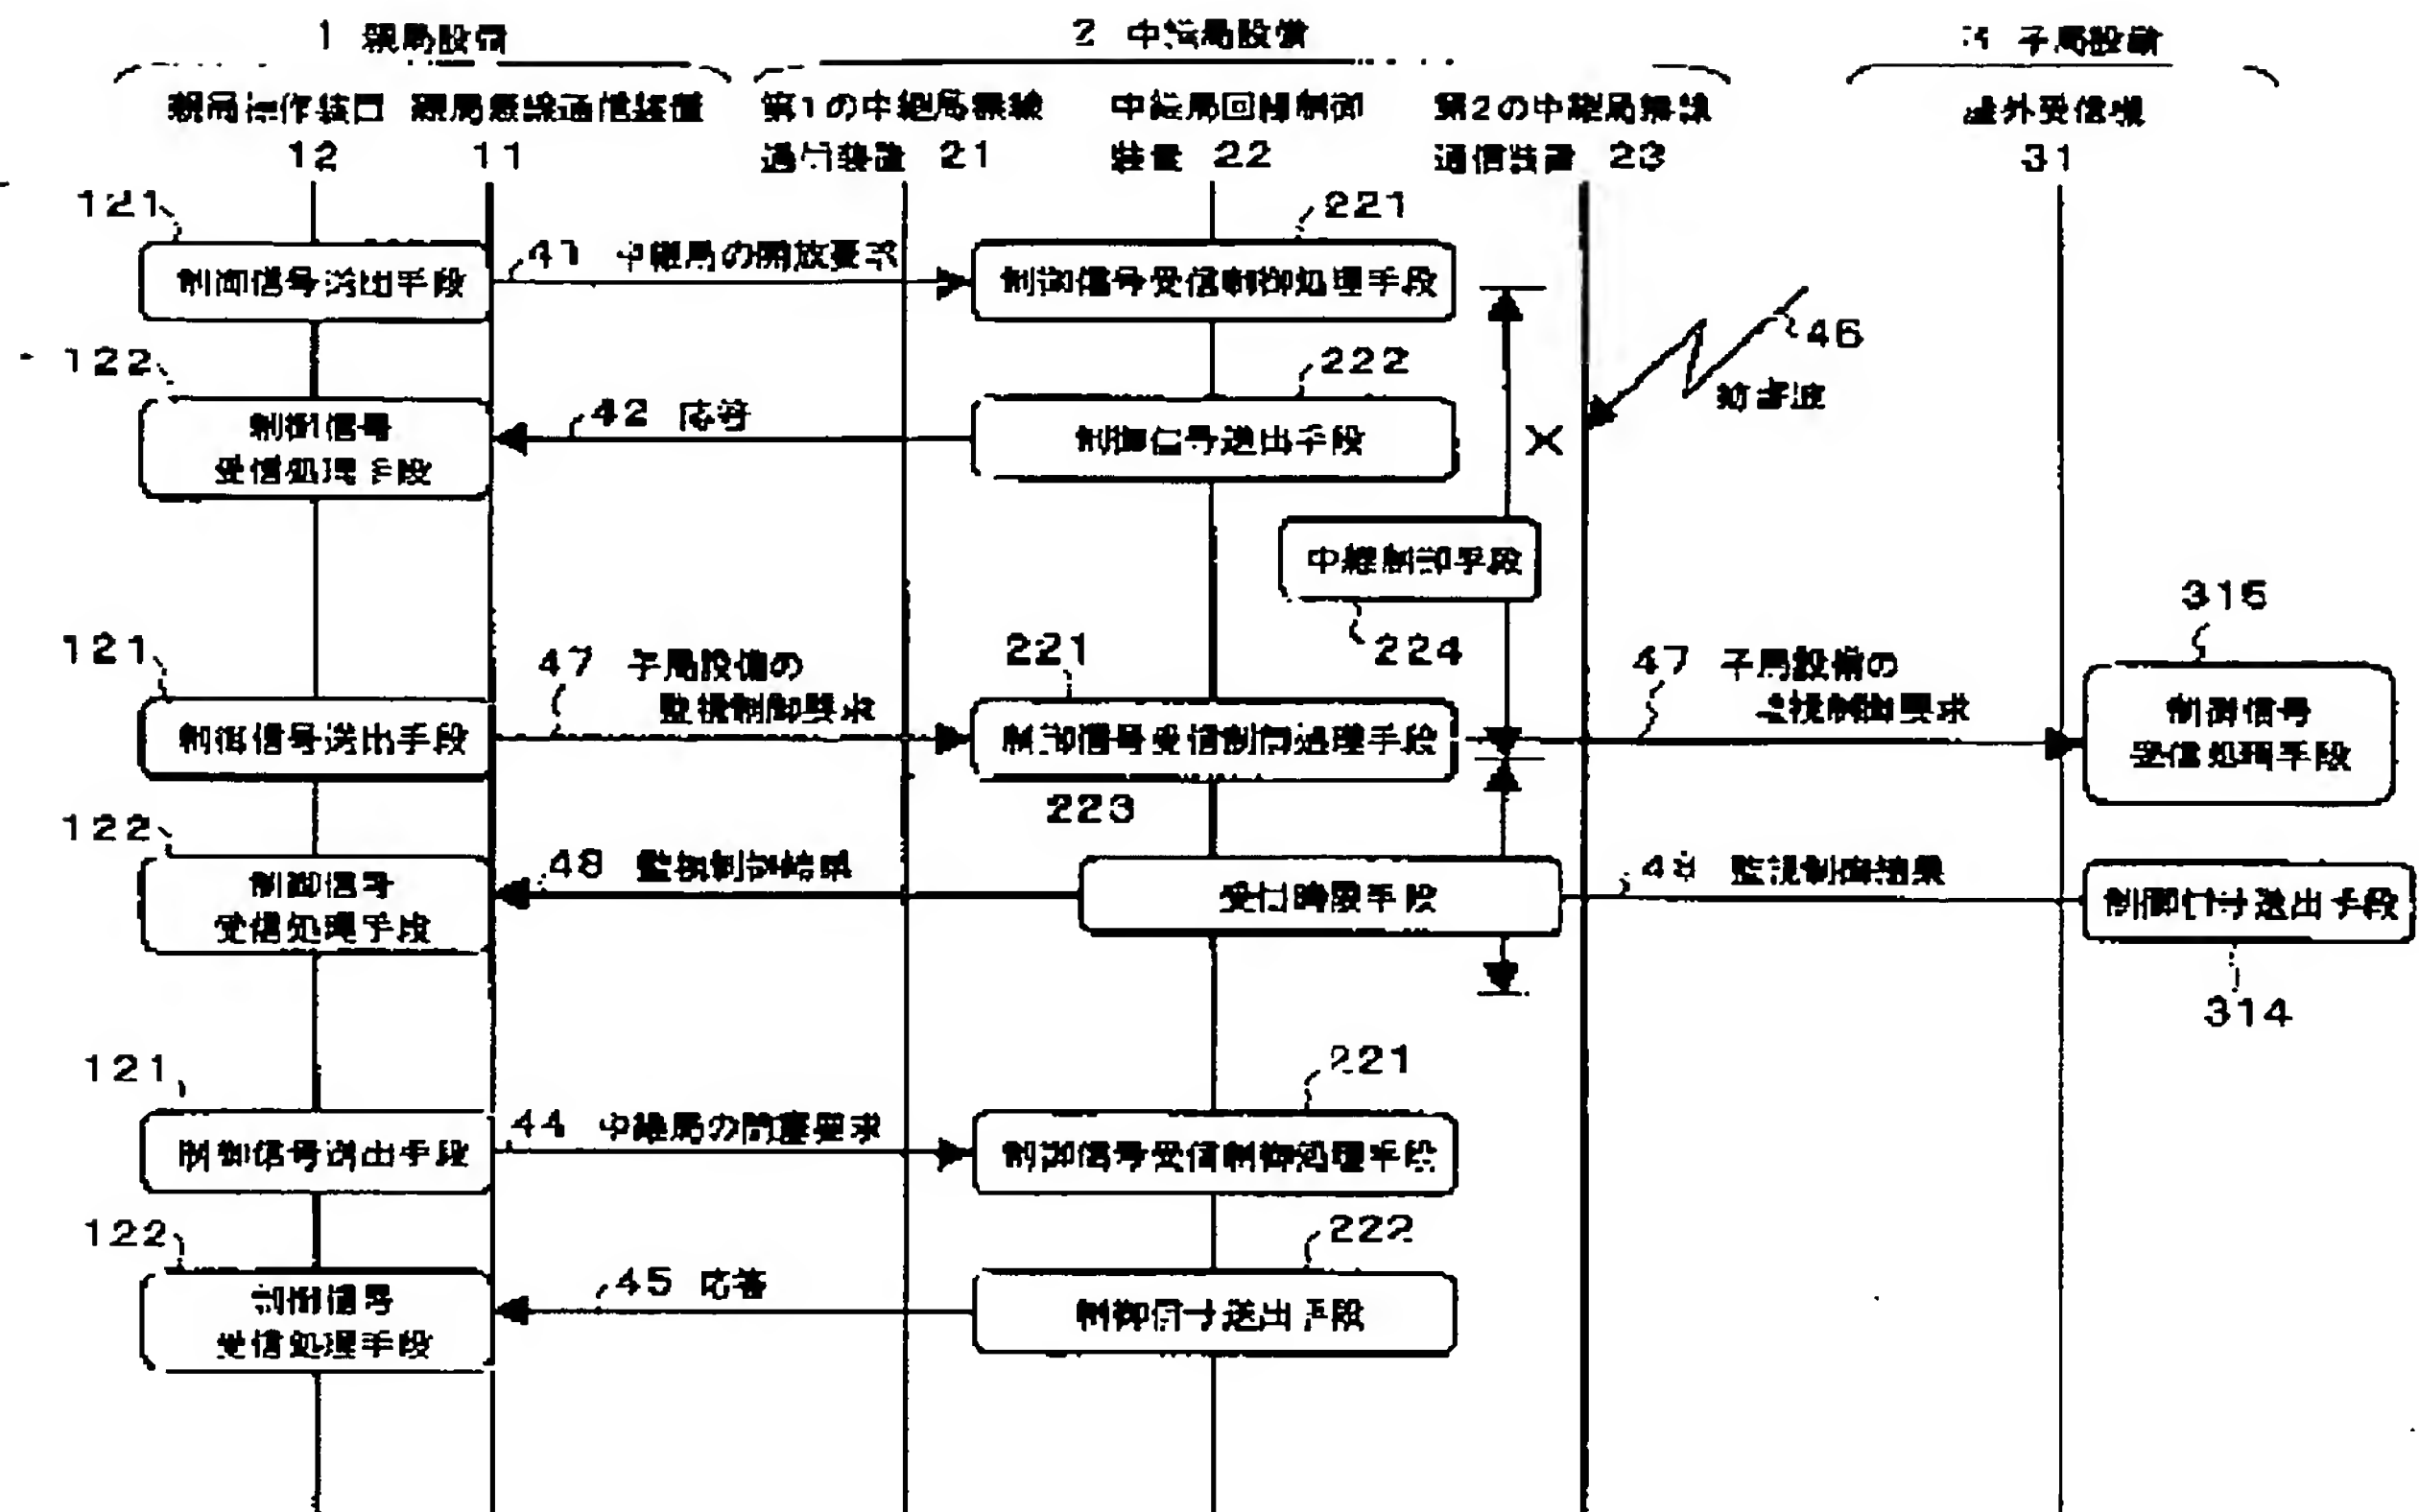 1 親局設備
2 中継局設備
3 子局設備
親局操作装置 親局無線通信装置
12
11
第1の中継局無線
通信装置 21
中継局回線制御
装置 22
第2の中継局無線
通信装置 23
屋外受信機
31
121
制御信号送出手段
41 中継局の開放要求
221
制御信号受信制御処理手段
46
妨害波
122
制御信号
受信処理手段
42 応答
222
制御信号送出手段
×
中継制御手段
224
121
制御信号送出手段
47 子局設備の
監視制御要求
221
制御信号受信制御処理手段
47 子局設備の
監視制御要求
315
制御信号
受信処理手段
223
122
制御信号
受信処理手段
48 監視制御結果
受信時限手段
48 監視制御結果
制御信号送出手段
314
121
制御信号送出手段
44 中継局の閉塞要求
221
制御信号受信制御処理手段
122
制御信号
受信処理手段
45 応答
222
制御信号送出手段